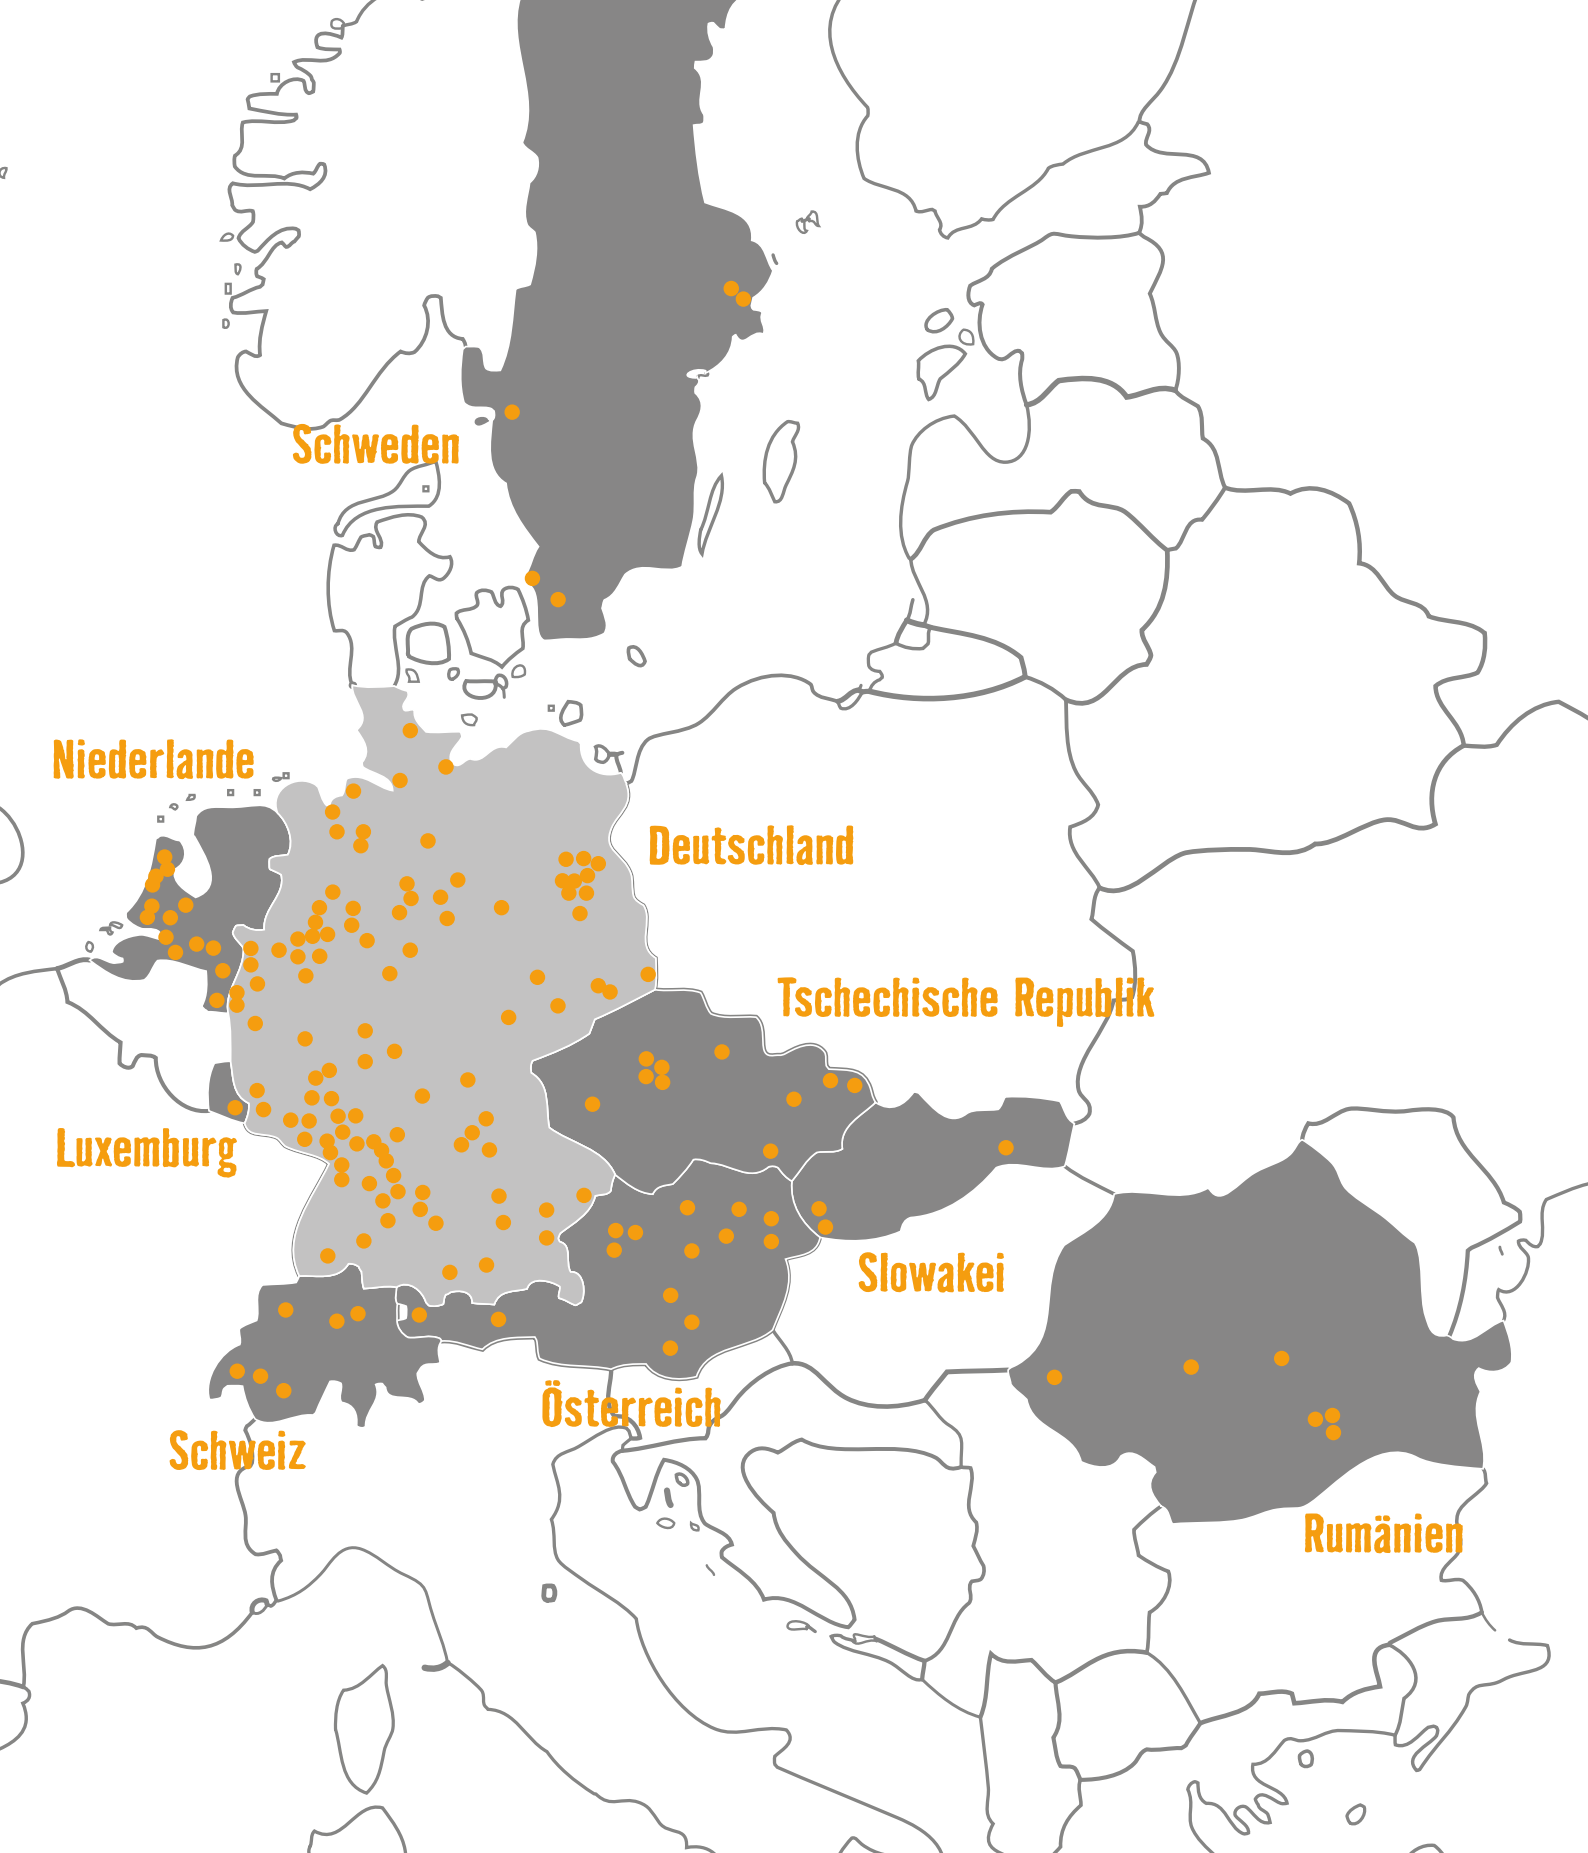 Schweden
Niederlande
Deutschland
Tschechische Republik
Luxemburg
Slowakei
Österreich
Schweiz
Rumänien